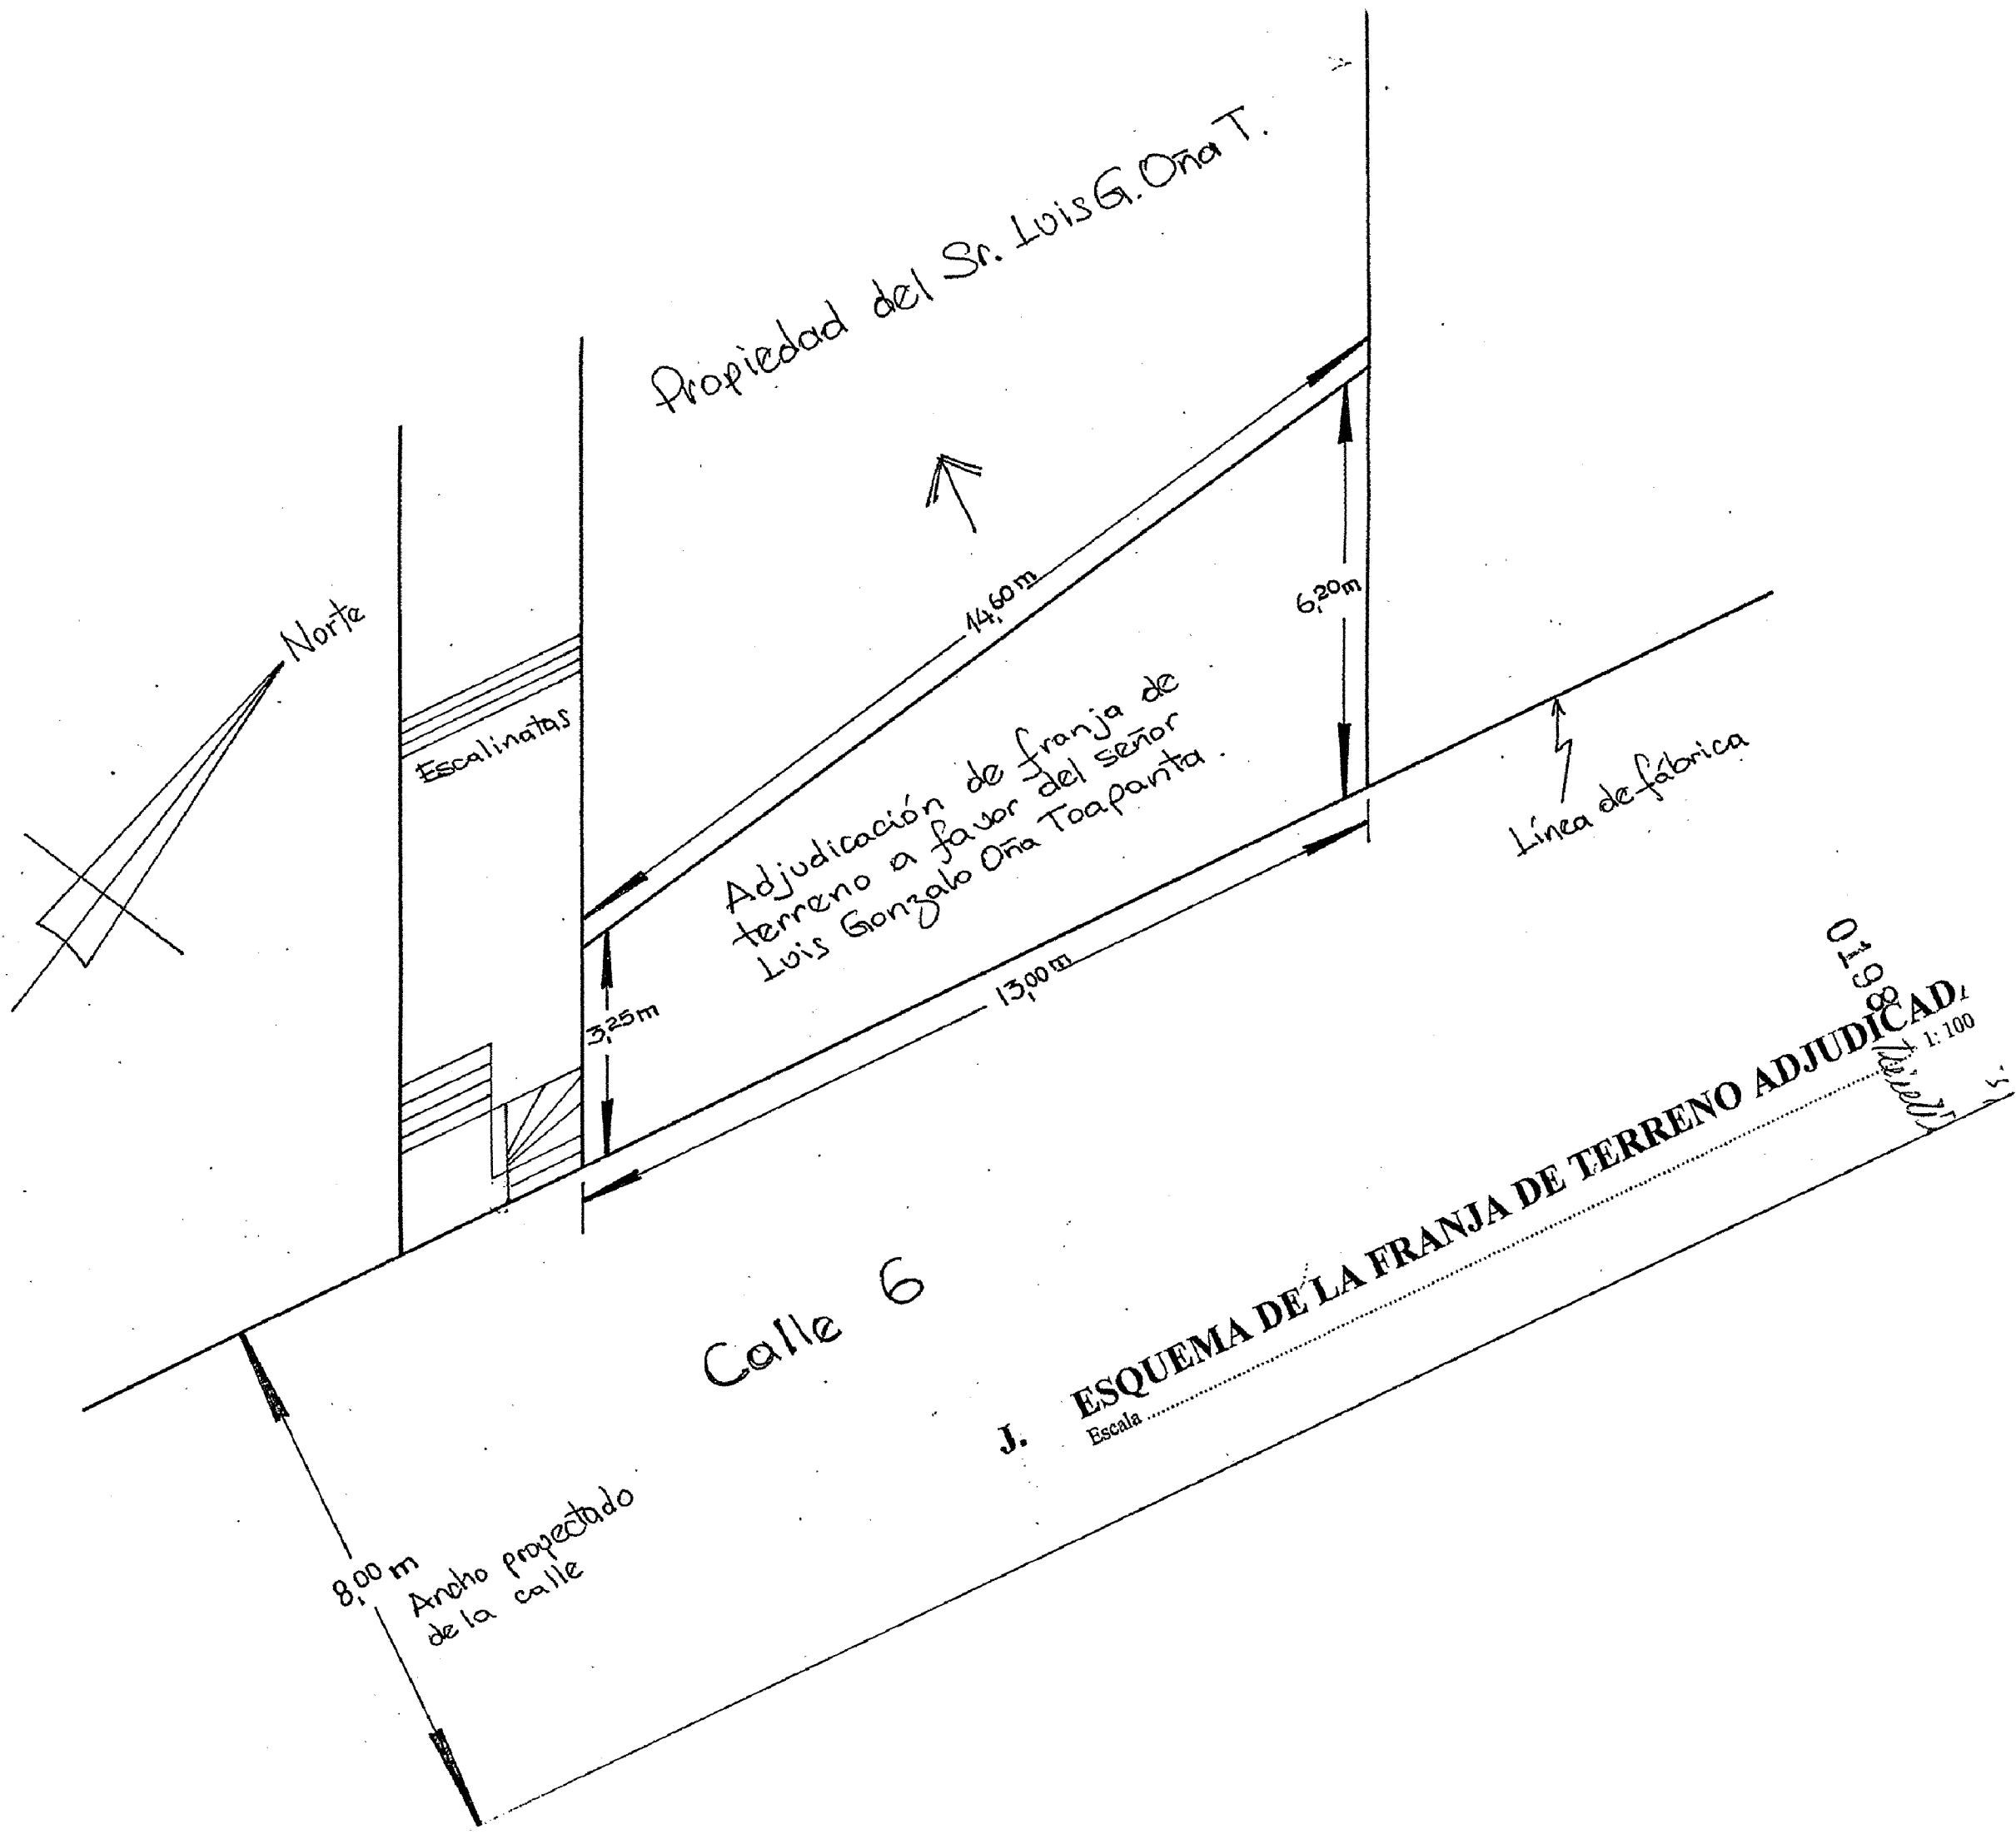 Propiedad del Sr. Luis G. Oña T.
Norte
14,60 m
6,20 m
Escalinatas
Adjudicación de franja de
terreno a favor del señor
Luis Gonzalo Oña Toapanta.
Línea de fábrica
3,25 m
13,00 m
Calle 6
8,00 m
Ancho proyectado
de la calle
0198
J. ESQUEMA DE LA FRANJA DE TERRENO ADJUDICAD
Escala 1: 100